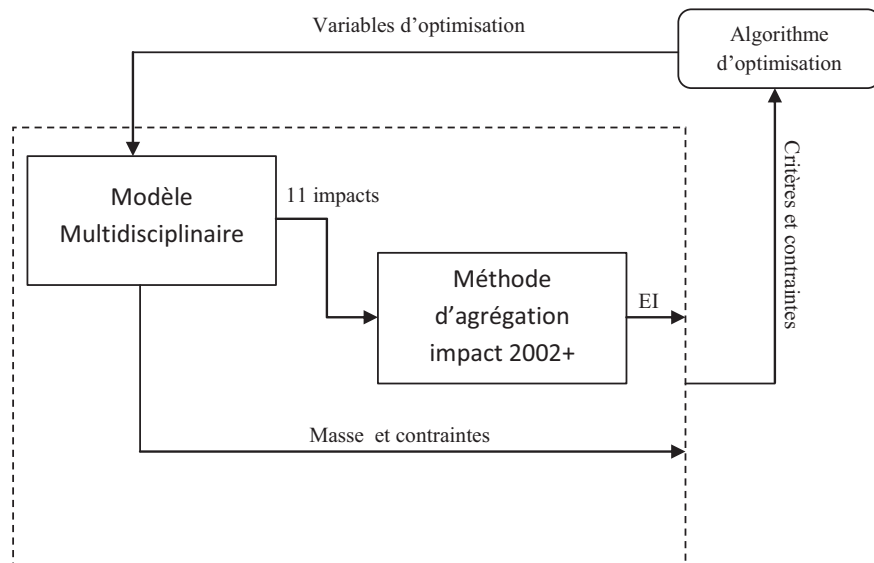 Variables d’optimisation
Algorithme
d’optimisation
Modèle
Multidisciplinaire
11 impacts
Méthode
d’agrégation
impact 2002+
EI
Critères et contraintes
Masse et contraintes